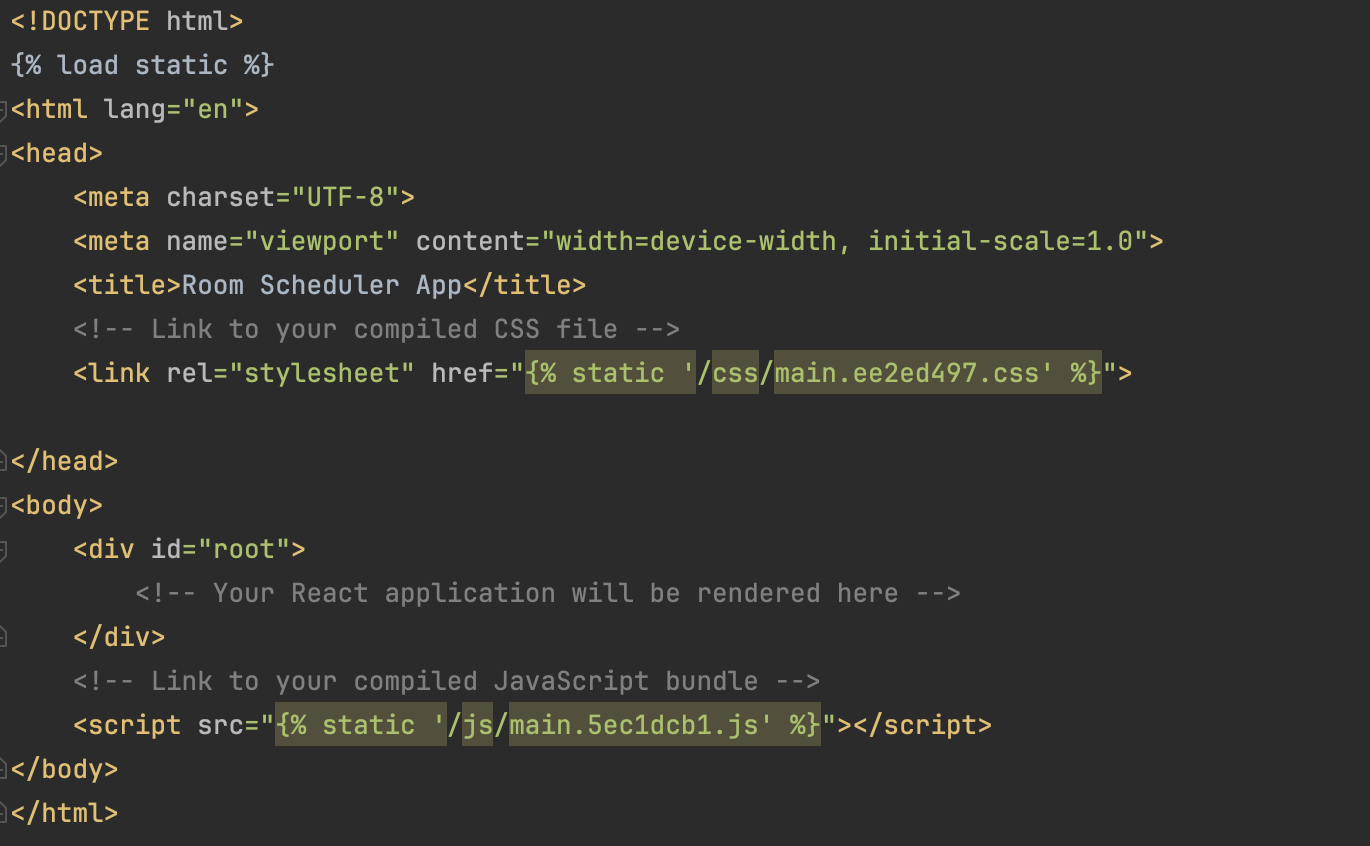 <!DOCTYPE html>
{% load static %}
<html lang="en">
<head>
    <meta charset="UTF-8">
    <meta name="viewport" content="width=device-width, initial-scale=1.0">
    <title>Room Scheduler App</title>
    <!-- Link to your compiled CSS file -->
    <link rel="stylesheet" href="{% static '/css/main.ee2ed497.css' %}">
</head>
<body>
    <div id="root">
        <!-- Your React application will be rendered here -->
    </div>
    <!-- Link to your compiled JavaScript bundle -->
    <script src="{% static '/js/main.5ec1dcb1.js' %}"></script>
</body>
</html>